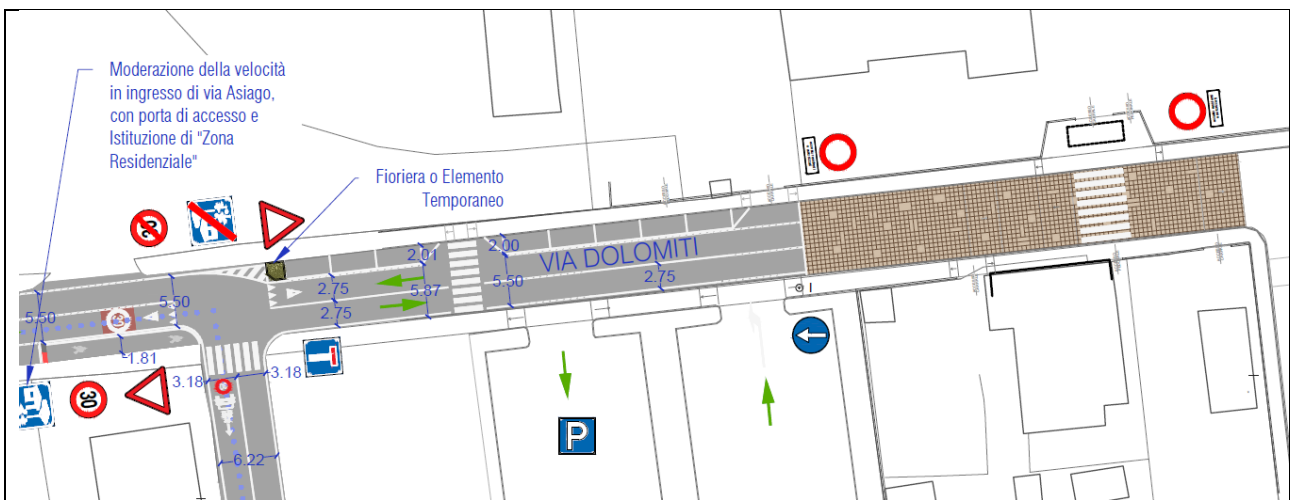 Moderazione della velocità
in ingresso di via Asiago,
con porta di accesso e
Istituzione di "Zona
Residenziale"
Fioriera o Elemento
Temporaneo
30
VIA DOLOMITI
2.01
2.00
2.75
5.87
5.50
2.75
2.75
5.50
5.50
1.81
3.18
3.18
30
P
6.22